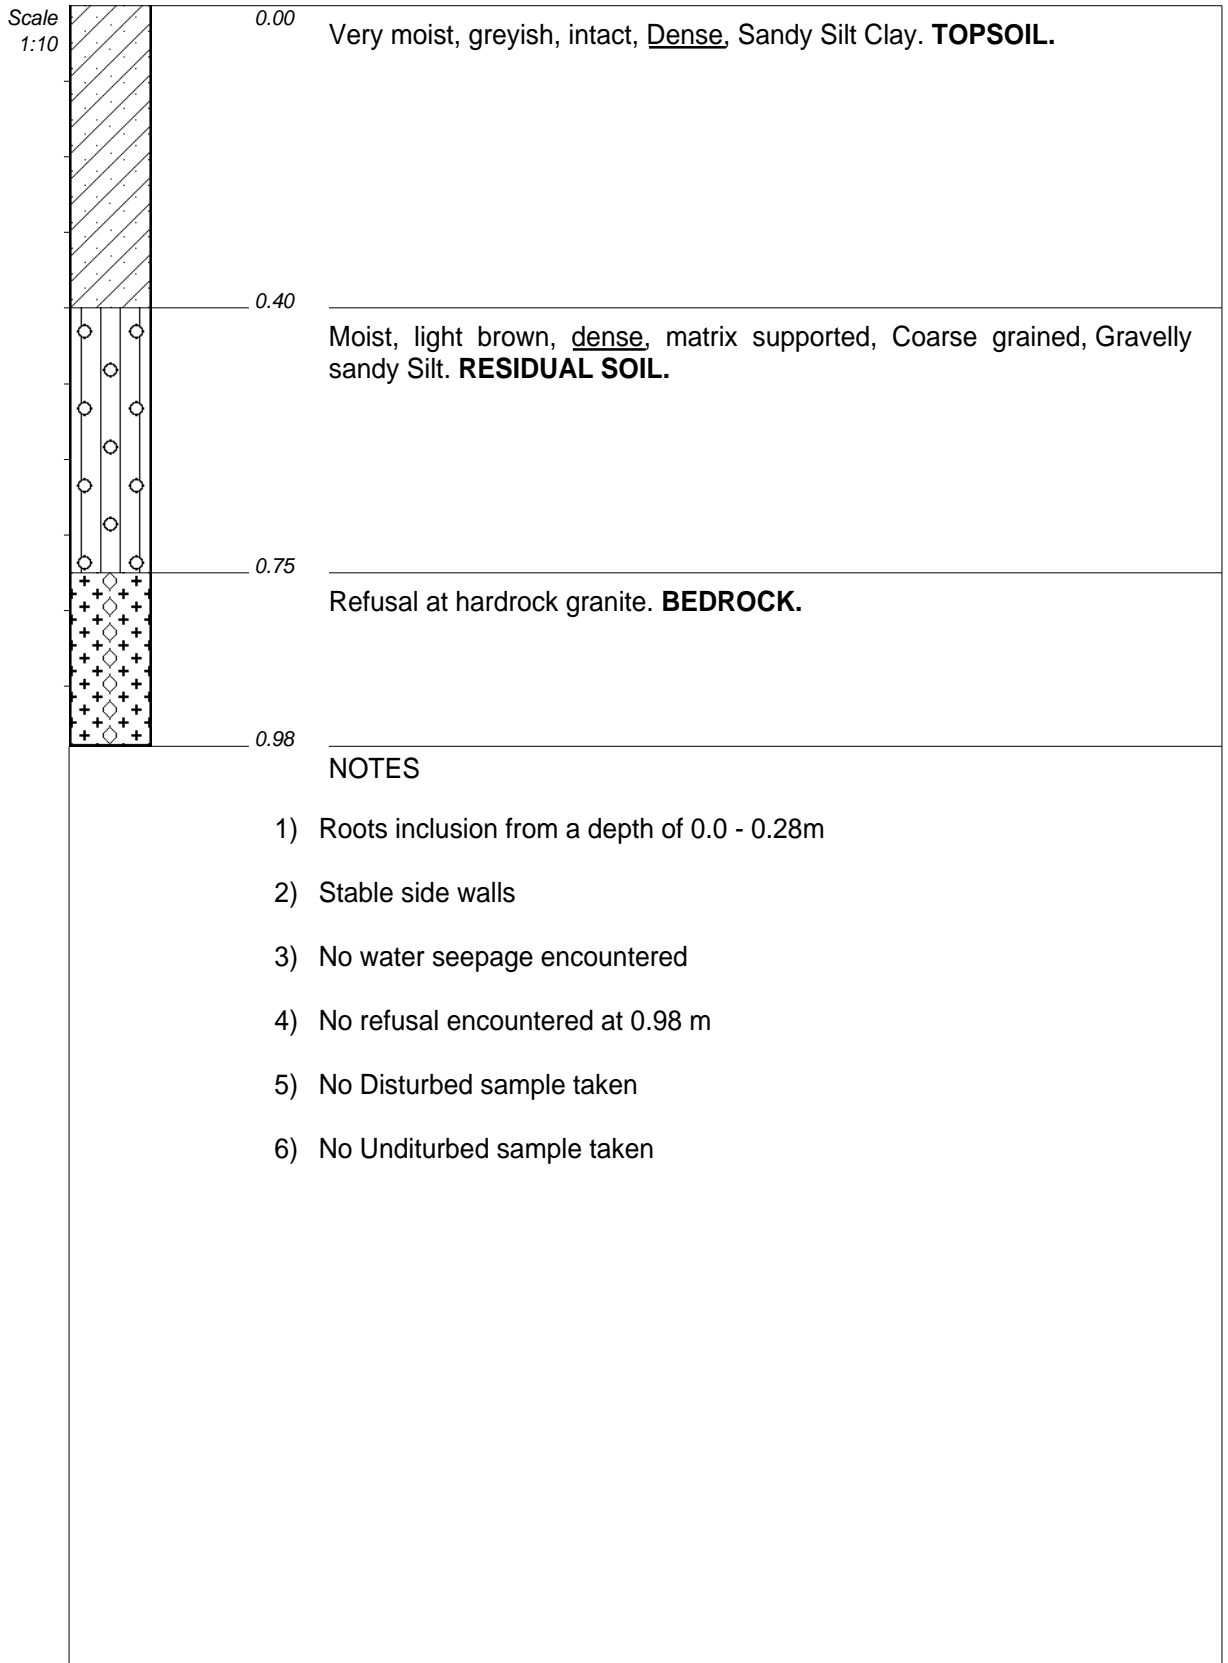 Scale
1:10
0.00
Very moist, greyish, intact, Dense, Sandy Silt Clay. TOPSOIL.
0.40
Moist, light brown, dense, matrix supported, Coarse grained, Gravelly
sandy Silt. RESIDUAL SOIL.
0.75
Refusal at hardrock granite. BEDROCK.
0.98
NOTES
1) Roots inclusion from a depth of 0.0 - 0.28m
2) Stable side walls
3) No water seepage encountered
4) No refusal encountered at 0.98 m
5) No Disturbed sample taken
6) No Unditurbed sample taken